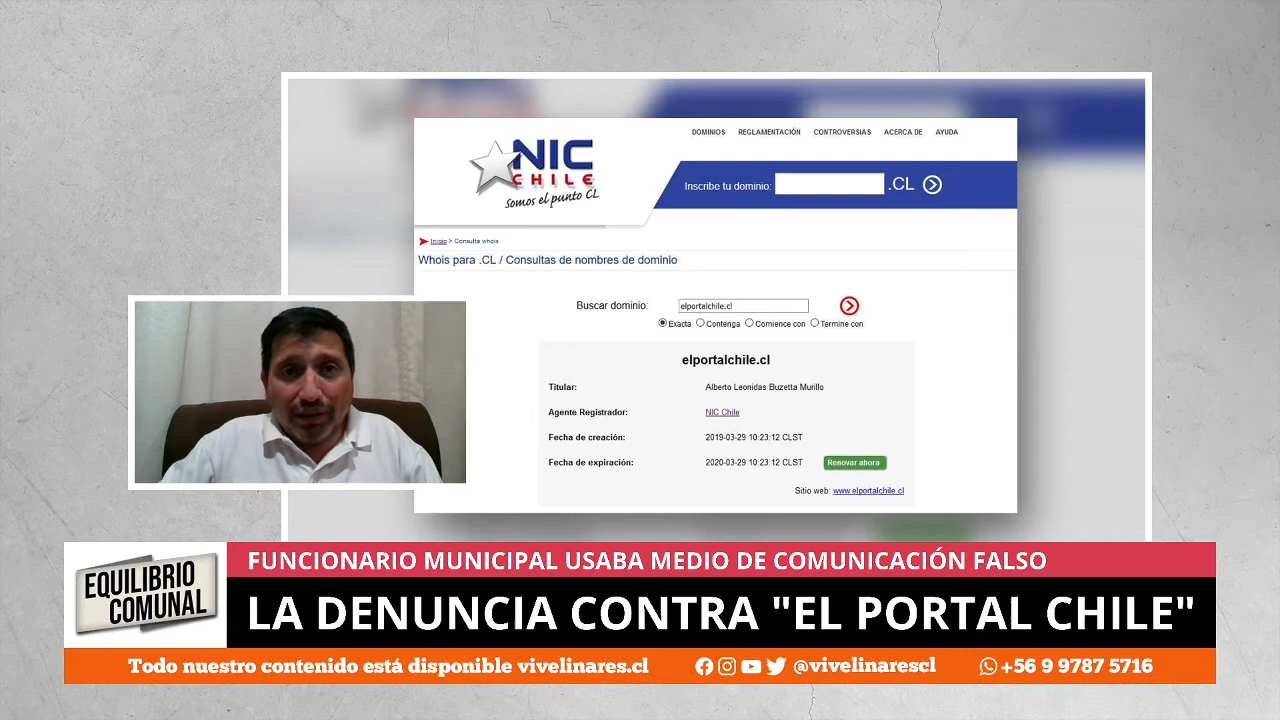 NIC
CHILE
Somos el punto CL
DOMINIOS REGLAMENTACIÓN CONTROVERSIAS ACERCA DE AYUDA
Inscribe tu dominio: .CL
Inicio > Consulta whois
Whois para .CL / Consultas de nombres de dominio
Buscar dominio: elportalchile.cl
Exacta Contenga Comience con Termine con
elportalchile.cl
Titular: Alberto Leonidas Buzetta Murillo
Agente Registrador: NIC Chile
Fecha de creación: 2019-03-29 10:23:12 CLST
Fecha de expiración: 2020-03-29 10:23:12 CLST Renovar ahora
Sitio web: www.elportalchile.cl
EQUILIBRIO
COMUNAL
FUNCIONARIO MUNICIPAL USABA MEDIO DE COMUNICACIÓN FALSO
LA DENUNCIA CONTRA "EL PORTAL CHILE"
Todo nuestro contenido está disponible vivelinares.cl @vivelinarescl +56 9 9787 5716